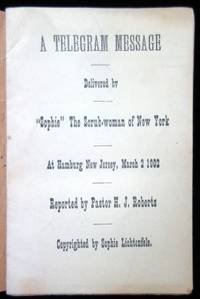 A TELEGRAM MESSAGE
Delivered by
"Sophie" The Scrub-woman of New York
At Hamburg New Jersey, March 2 1902
Reported by Pastor H. J. Roberts
Copyrighted by Sophie Lichtenfels.